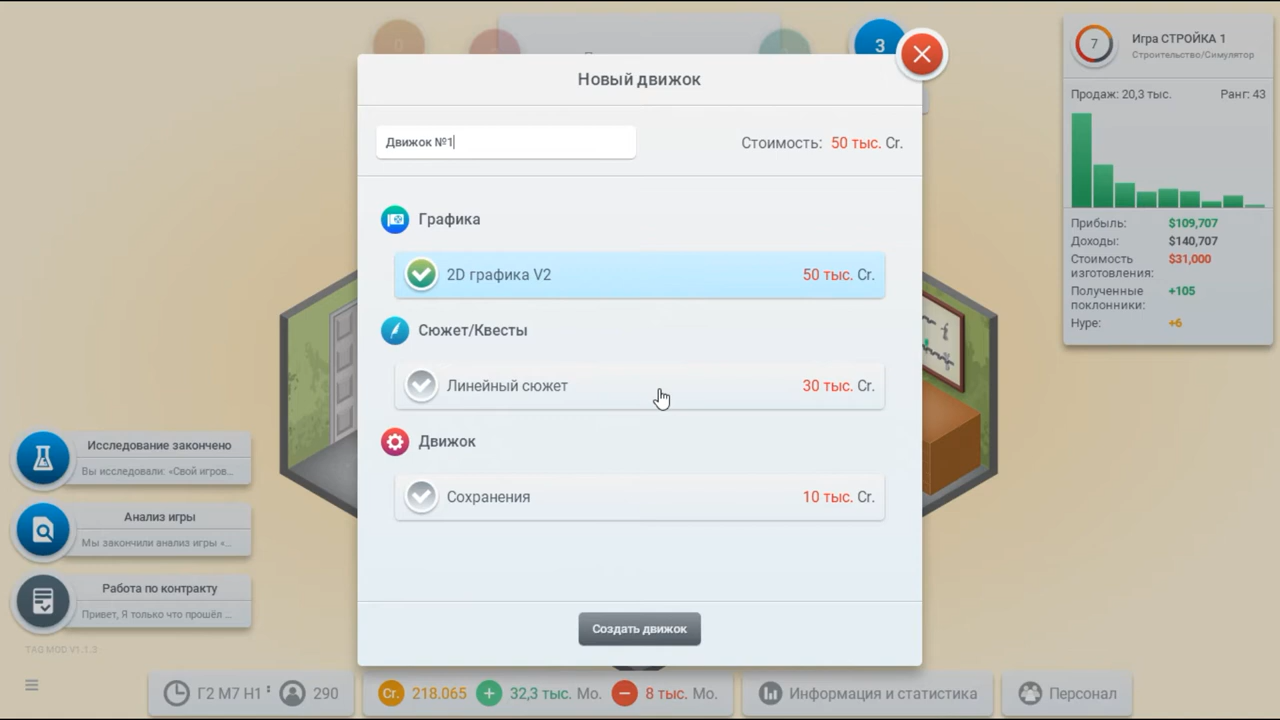 3
Новый движок
Движок №1
Стоимость: 50 тыс. Cr.
Графика
2D графика V2 50 тыс. Cr.
Сюжет/Квесты
Линейный сюжет 30 тыс. Cr.
Движок
Сохранения 10 тыс. Cr.
Создать движок
7
Игра СТРОЙКА 1
Строительство/Симулятор
Продаж: 20,3 тыс. Ранг: 43
Прибыль: $109,707
Доходы: $140,707
Стоимость изготовления: $31,000
Полученные поклонники: +105
Hype: +6
Исследование закончено
Вы исследовали: «Свой игров...
Анализ игры
Мы закончили анализ игры «...
Работа по контракту
Привет, Я только что прошёл ...
TAG MOD V1.1.3
Г2 М7 Н1 290
Cr. 218.065 32,3 тыс. Mo. 8 тыс. Mo.
Информация и статистика
Персонал